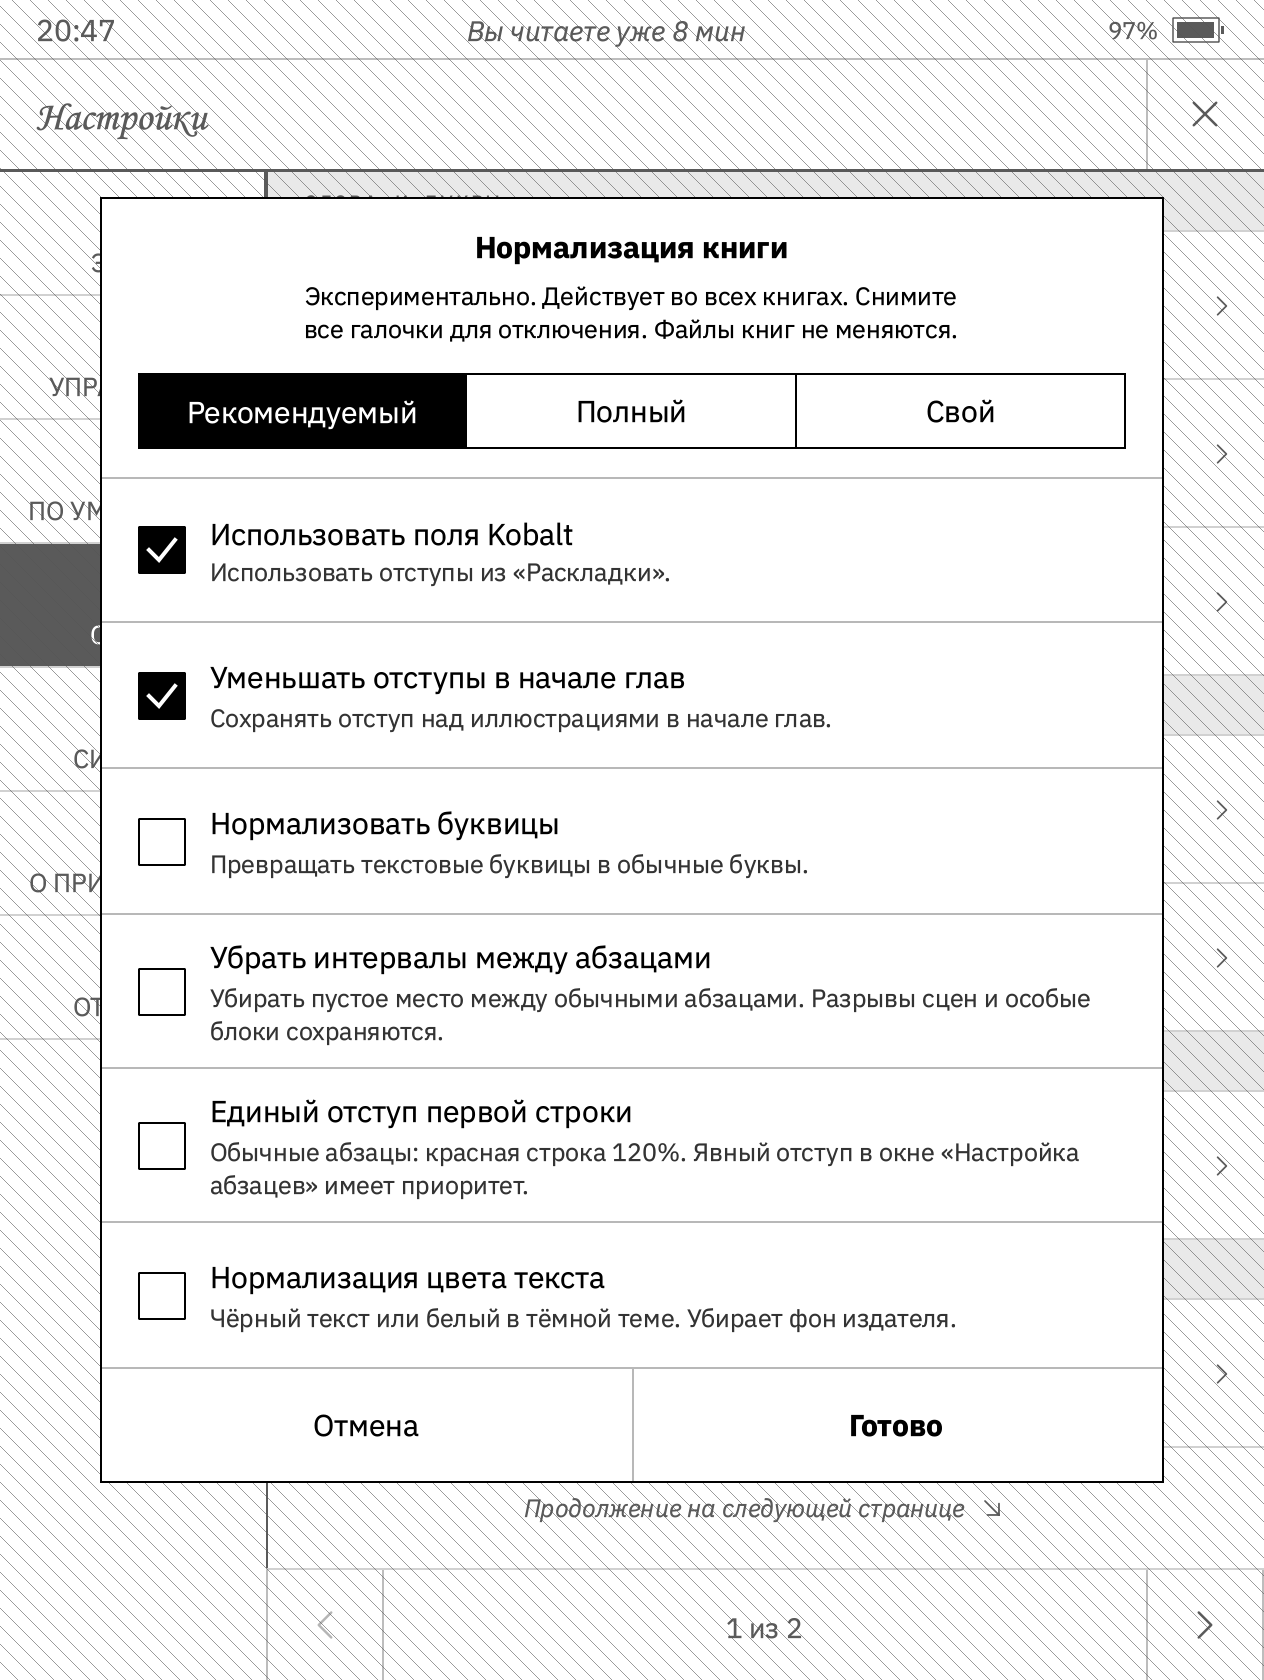 20:47
Вы читаете уже 8 мин
97%
Настройки
Нормализация книги
Экспериментально. Действует во всех книгах. Снимите
все галочки для отключения. Файлы книг не меняются.
Рекомендуемый
Полный
Свой
Использовать поля Kobalt
Использовать отступы из «Раскладки».
Уменьшать отступы в начале глав
Сохранять отступ над иллюстрациями в начале глав.
Нормализовать буквицы
Превращать текстовые буквицы в обычные буквы.
Убрать интервалы между абзацами
Убирать пустое место между обычными абзацами. Разрывы сцен и особые
блоки сохраняются.
Единый отступ первой строки
Обычные абзацы: красная строка 120%. Явный отступ в окне «Настройка
абзацев» имеет приоритет.
Нормализация цвета текста
Чёрный текст или белый в тёмной теме. Убирает фон издателя.
Отмена
Готово
Продолжение на следующей странице
1 из 2